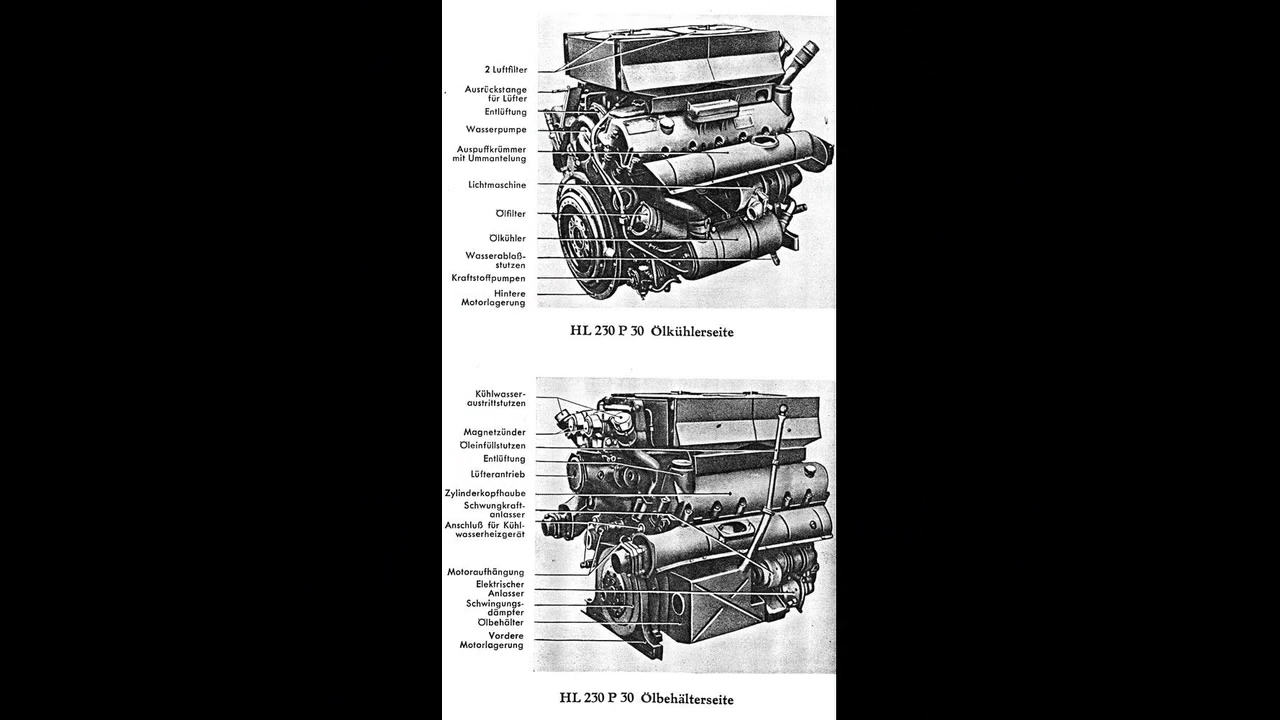 2 Luftfilter
Ausrückstange
für Lüfter
Entlüftung
Wasserpumpe
Auspuffkrümmer
mit Ummantelung
Lichtmaschine
Ölfilter
Ölkühler
Wasserablaß-
stutzen
Kraftstoffpumpen
Hintere
Motorlagerung
HL 230 P 30 Ölkühlerseite
Kühlwasser-
austrittstutzen
Magnetzünder
Öleinfüllstutzen
Entlüftung
Lüfterantrieb
Zylinderkopfhaube
Schwungkraft-
anlasser
Anschluß für Kühl-
wasserheizgerät
Motoraufhängung
Elektrischer
Anlasser
Schwingungs-
dämpfer
Ölbehälter
Vordere
Motorlagerung
HL 230 P 30 Ölbehälterseite